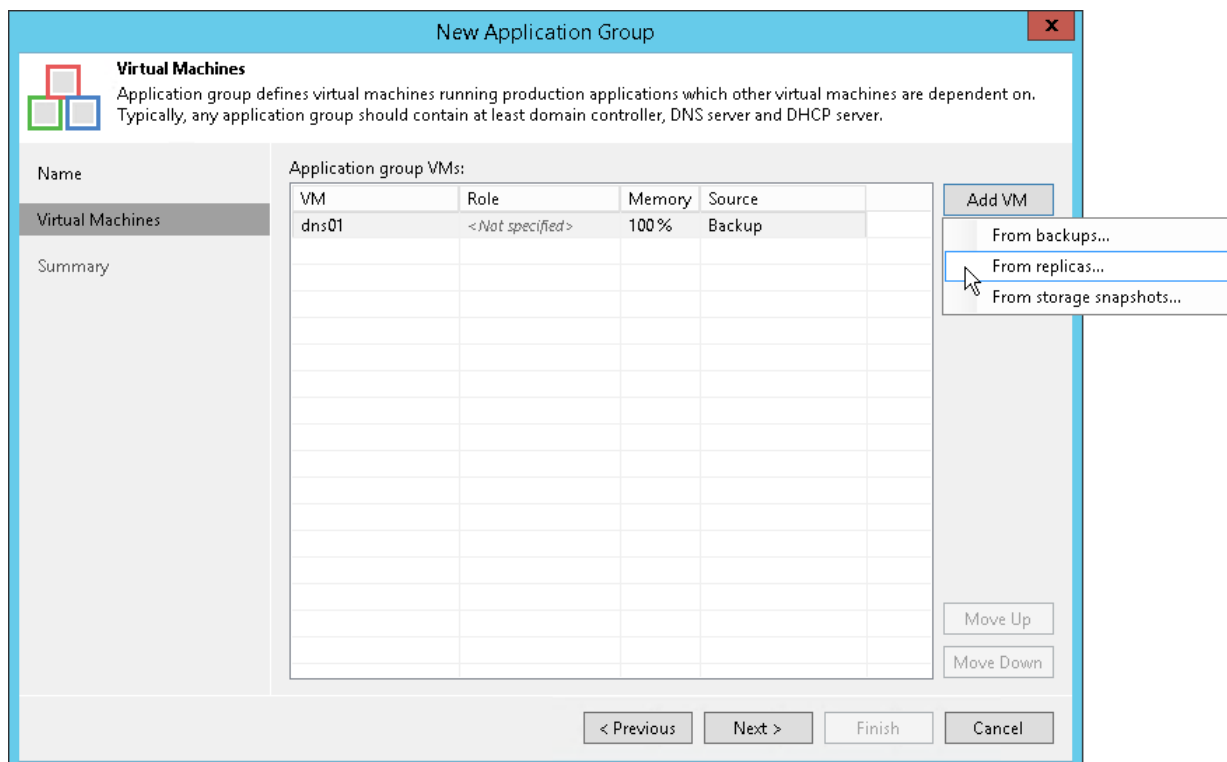 New Application Group
x
Virtual Machines
Application group defines virtual machines running production applications which other virtual machines are dependent on.
Typically, any application group should contain at least domain controller, DNS server and DHCP server.
Name
Virtual Machines
Summary
Application group VMs:
VM Role Memory Source
dns01 <Not specified> 100 % Backup
Add VM
From backups...
From replicas...
From storage snapshots...
Move Up
Move Down
< Previous Next > Finish Cancel